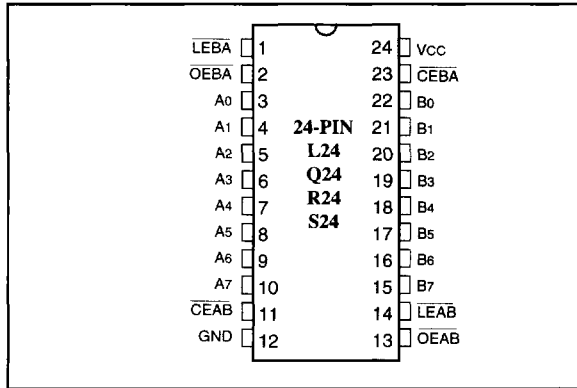 LEBA 1 24 VCC
OEBA 2 23 CEBA
A0 3 22 B0
A1 4 24-PIN 21 B1
A2 5 L24 20 B2
A3 6 Q24 19 B3
A4 7 R24 18 B4
A5 8 S24 17 B5
A6 9 16 B6
A7 10 15 B7
CEAB 11 14 LEAB
GND 12 13 OEAB